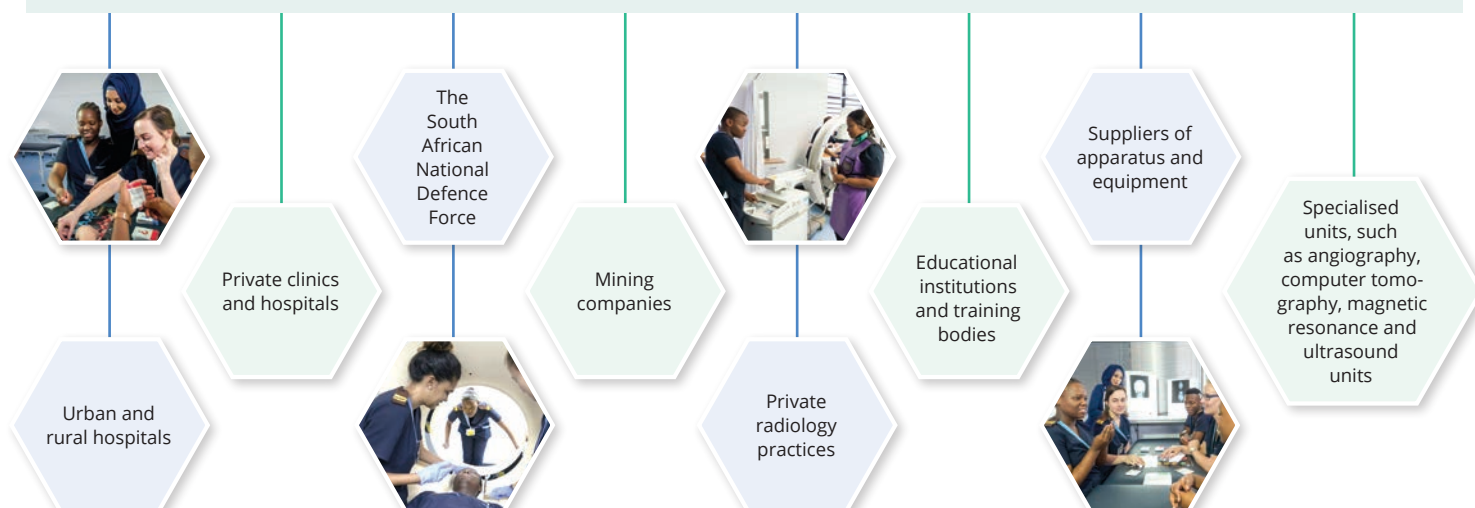 The
South
African
National
Defence
Force
Suppliers of
apparatus and
equipment
Private clinics
and hospitals
Mining
companies
Educational
institutions
and training
bodies
Specialised
units, such
as angiography,
computer tomo-
graphy, magnetic
resonance and
ultrasound
units
Urban and
rural hospitals
Private
radiology
practices